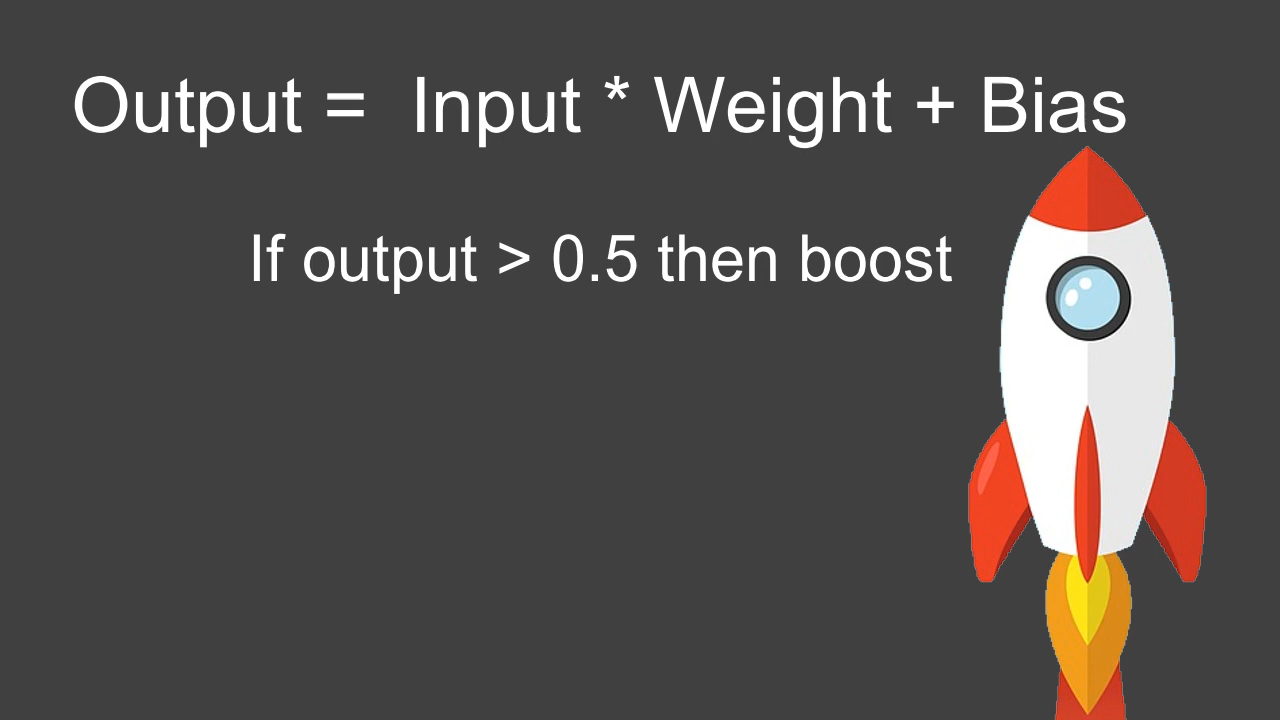 Output =  Input * Weight + Bias
If output > 0.5 then boost